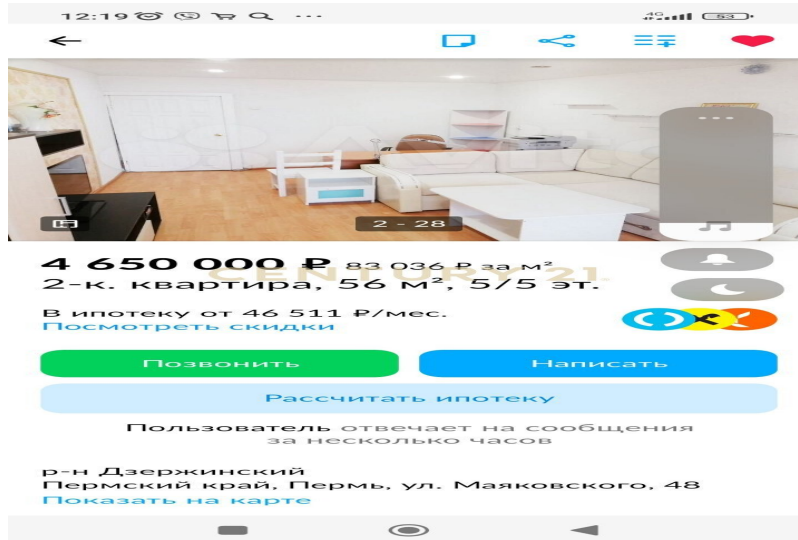 12:19
4G
53
2 - 28
4 650 000 ₽ 83 036 ₽ за м²
CENTURY 21
2-к. квартира, 56 м², 5/5 эт.
В ипотеку от 46 511 ₽/мес.
Посмотреть скидки
Позвонить
Написать
Рассчитать ипотеку
Пользователь отвечает на сообщения
за несколько часов
р-н Дзержинский
Пермский край, Пермь, ул. Маяковского, 48
Показать на карте